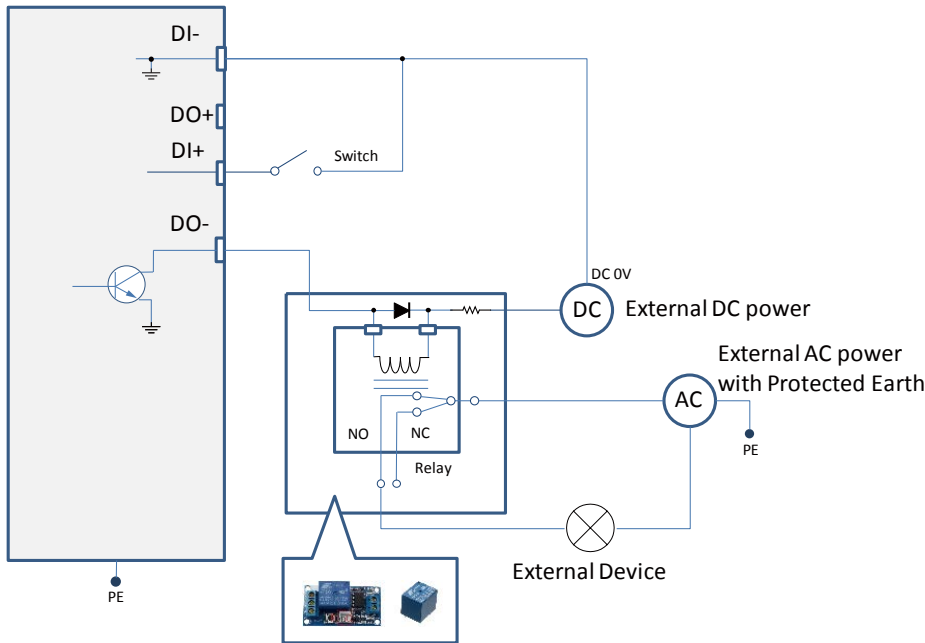 DI-
DO+
DI+
Switch
DO-
DC 0V
DC
External DC power
External AC power
with Protected Earth
AC
PE
NO
NC
Relay
External Device
PE